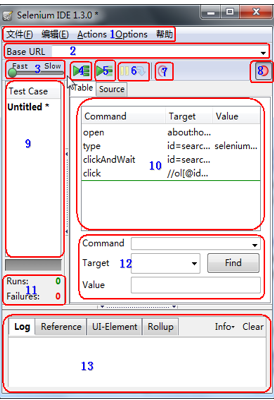 Selenium IDE 1.3.0 *
文件(F) 编辑(E) Actions 1 Options 帮助
Base URL 2
Fast Slow
3 4 5 6 7 8
Test Case
Untitled *
9
Table Source
Command Target Value
open about:ho...
type id=searc... selenium...
clickAndWait id=searc...
click //ol[@id...
10
Command
Target 12 Find
Value
Runs: 0
11
Failures: 0
Log Reference UI-Element Rollup Info Clear
13